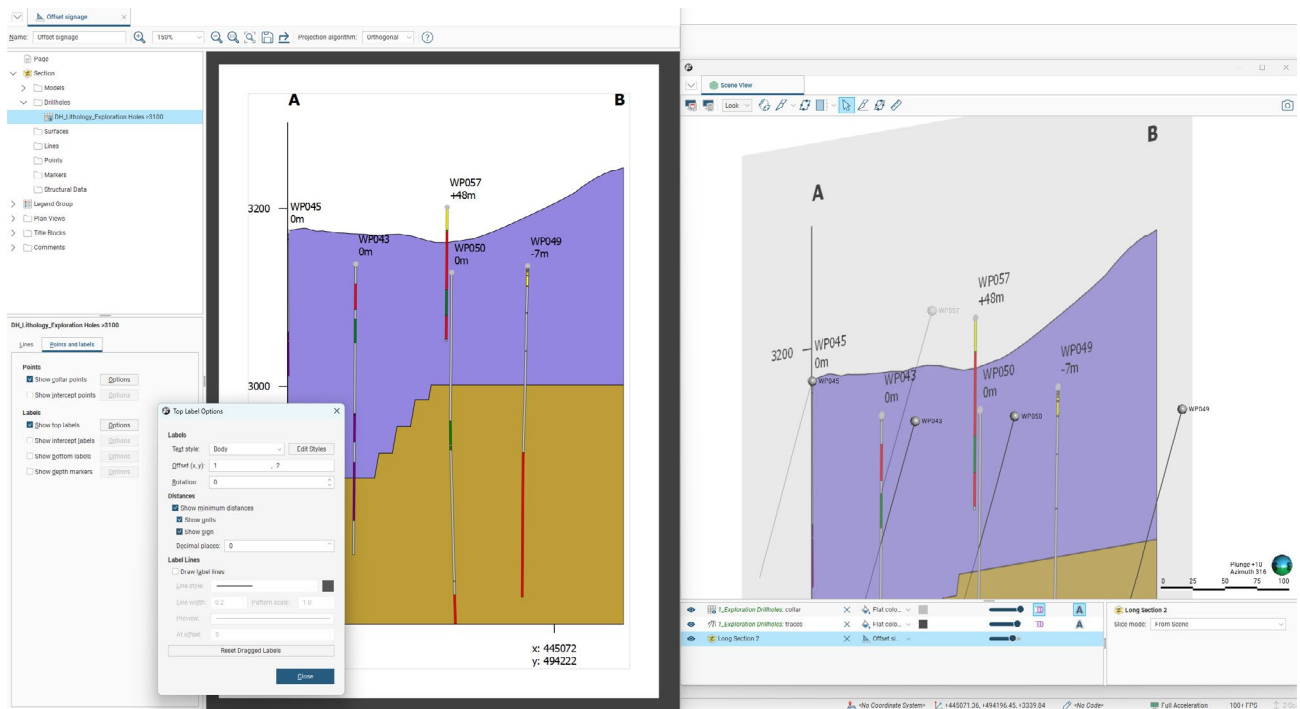 Offset signage
Name: Offset signage 150% Projection algorithm: Orthogonal
Page
Section
Models
Drillholes
DH_Lithology_Exploration Holes >3100
Surfaces
Lines
Points
Markers
Structural Data
Legend Group
Plan Views
Title Blocks
Comments
DH_Lithology_Exploration Holes >3100
Lines Points and labels
Points
Show collar points Options
Show intercept points Options
Labels
Show top labels Options
Show intercept labels Options
Show bottom labels Options
Show depth markers Options
A B
3200
3000
WP045
0m
WP043
0m
WP057
+48m
WP050
0m
WP049
-7m
x: 445072
y: 494222
Top Label Options
Labels
Text style: Body Edit Styles
Offset (x, y): 1 , 2
Rotation: 0
Distances
Show minimum distances
Show units
Show sign
Decimal places: 0
Label Lines
Draw label lines
Line style:
Line width: 0.2 Pattern scale: 1.0
Preview:
At offset: 5
Reset Dragged Labels
Close
Scene View
Look
A
B
3200
WP057
+48m
WP057
WP045
0m
WP045
WP043
0m
WP043
WP050
0m
WP050
WP049
-7m
WP049
Plunge +10
Azimuth 316
0 25 50 75 100
1_Exploration Drillholes: collar Flat colo...
1_Exploration Drillholes: traces Flat colo...
Long Section 2 Offset si...
Long Section 2
Slice mode: From Scene
<No Coordinate System> +445071.36, +494196.45, +3339.84 <No Code> Full Acceleration 100+ FPS